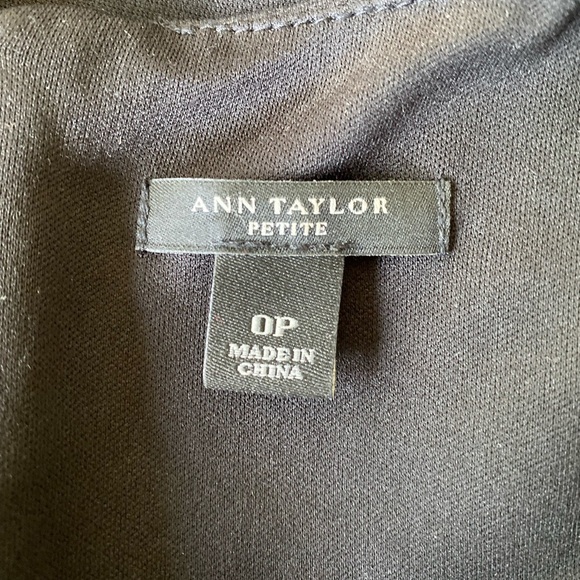 ANN TAYLOR
PETITE
0P
MADE IN
CHINA